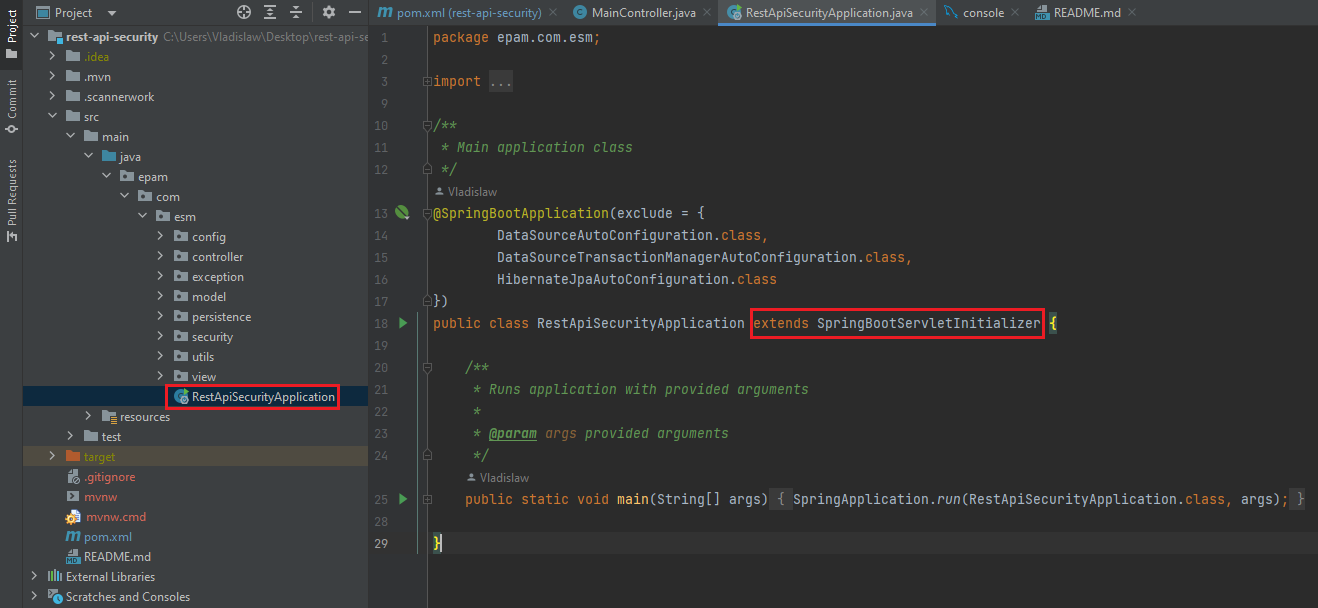 Project
Commit
Pull Requests
Project
rest-api-security C:\Users\Vladislaw\Desktop\rest-api-se
.idea
.mvn
.scannerwork
src
main
java
epam
com
esm
config
controller
exception
model
persistence
security
utils
view
RestApiSecurityApplication
resources
test
target
.gitignore
mvnw
mvnw.cmd
pom.xml
README.md
External Libraries
Scratches and Consoles
pom.xml (rest-api-security)
MainController.java
RestApiSecurityApplication.java
console
README.md
1 package epam.com.esm;
2
3 import ...
9
10 /**
11 * Main application class
12 */
Vladislaw
13 @SpringBootApplication(exclude = {
14 DataSourceAutoConfiguration.class,
15 DataSourceTransactionManagerAutoConfiguration.class,
16 HibernateJpaAutoConfiguration.class
17 })
18 public class RestApiSecurityApplication extends SpringBootServletInitializer {
19
20 /**
21 * Runs application with provided arguments
22 *
23 * @param args provided arguments
24 */
Vladislaw
25 public static void main(String[] args) { SpringApplication.run(RestApiSecurityApplication.class, args); }
28
29 }